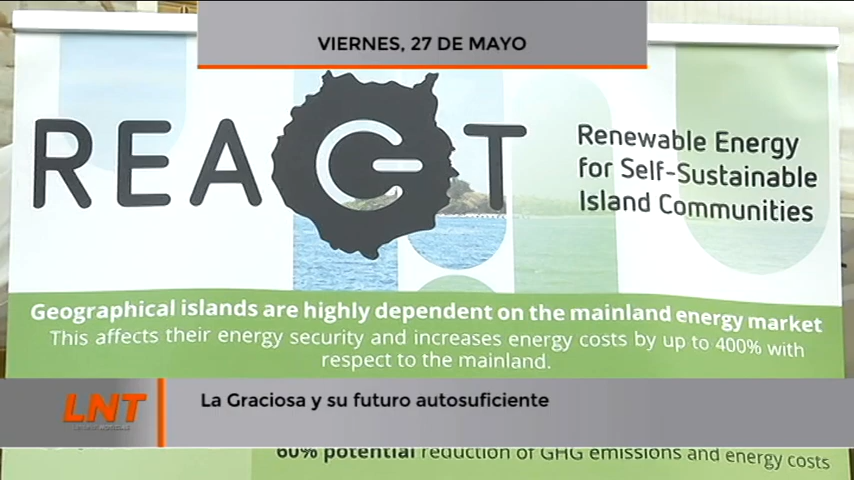 VIERNES, 27 DE MAYO
REACT
Renewable Energy
for Self-Sustainable
Island Communities
Geographical islands are highly dependent on the mainland energy market
This affects their energy security and increases energy costs by up to 400% with
respect to the mainland.
LNT
La Graciosa y su futuro autosuficiente
60% potential reduction of GHG emissions and energy costs